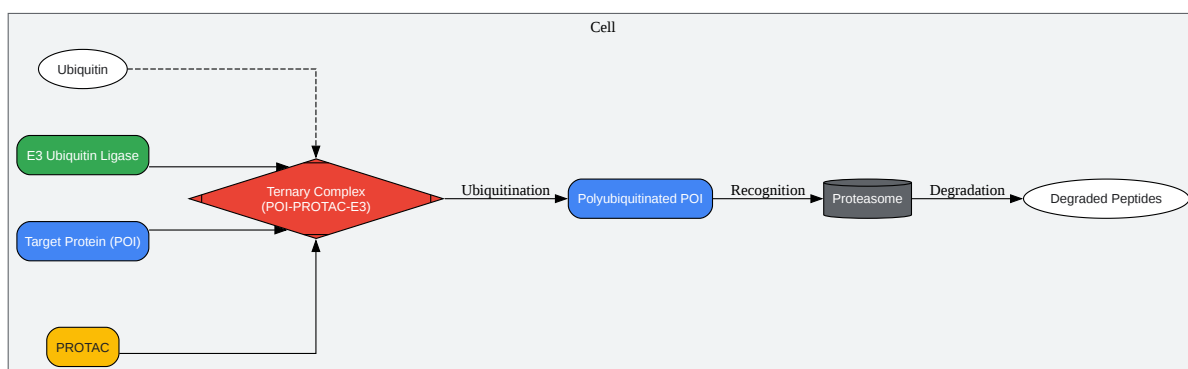 Cell
Ubiquitin
E3 Ubiquitin Ligase
Target Protein (POI)
PROTAC
Ternary Complex
(POI-PROTAC-E3)
Ubiquitination
Polyubiquitinated POI
Recognition
Proteasome
Degradation
Degraded Peptides